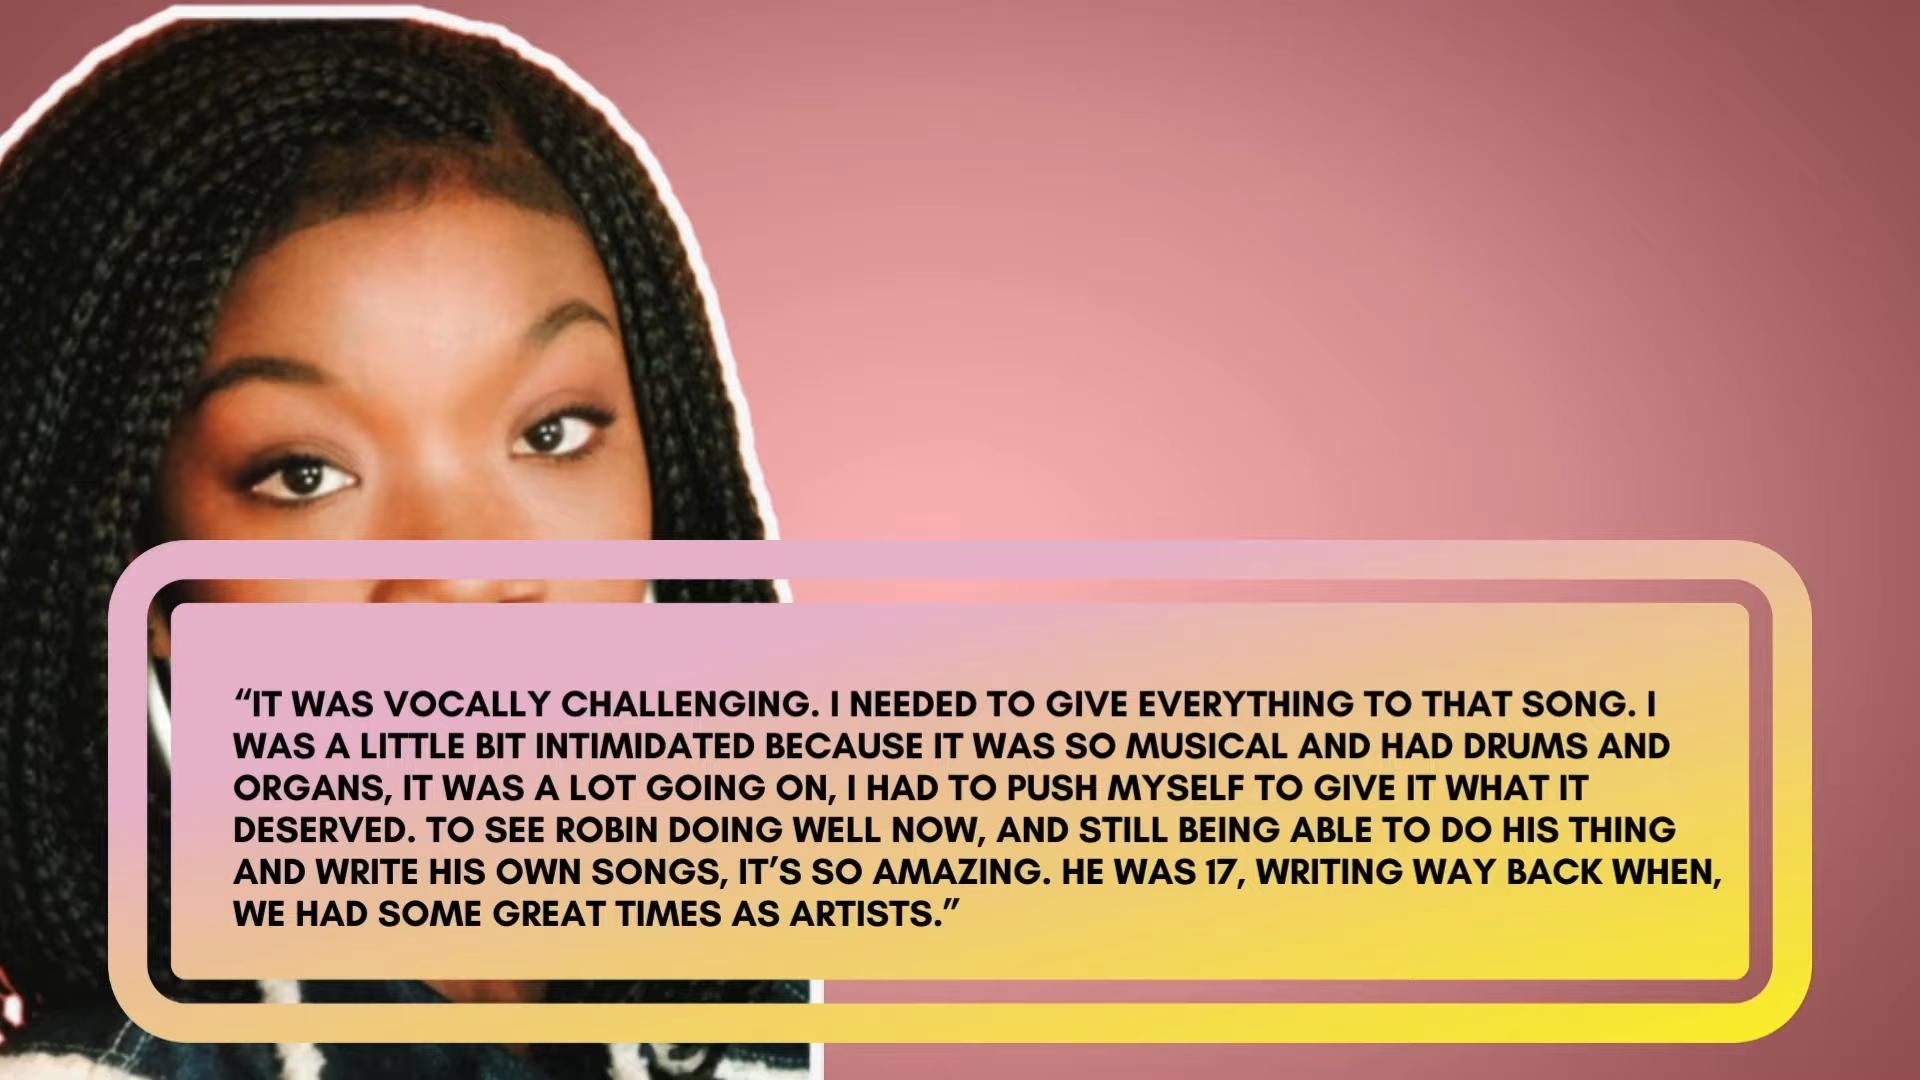 “IT WAS VOCALLY CHALLENGING. I NEEDED TO GIVE EVERYTHING TO THAT SONG. I
WAS A LITTLE BIT INTIMIDATED BECAUSE IT WAS SO MUSICAL AND HAD DRUMS AND
ORGANS, IT WAS A LOT GOING ON, I HAD TO PUSH MYSELF TO GIVE IT WHAT IT
DESERVED. TO SEE ROBIN DOING WELL NOW, AND STILL BEING ABLE TO DO HIS THING
AND WRITE HIS OWN SONGS, IT’S SO AMAZING. HE WAS 17, WRITING WAY BACK WHEN,
WE HAD SOME GREAT TIMES AS ARTISTS.”